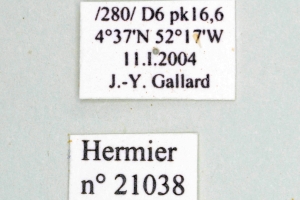 /280/ D6 pk16,6
4°37'N 52°17'W
11.I.2004
J.-Y. Gallard
Hermier
n° 21038